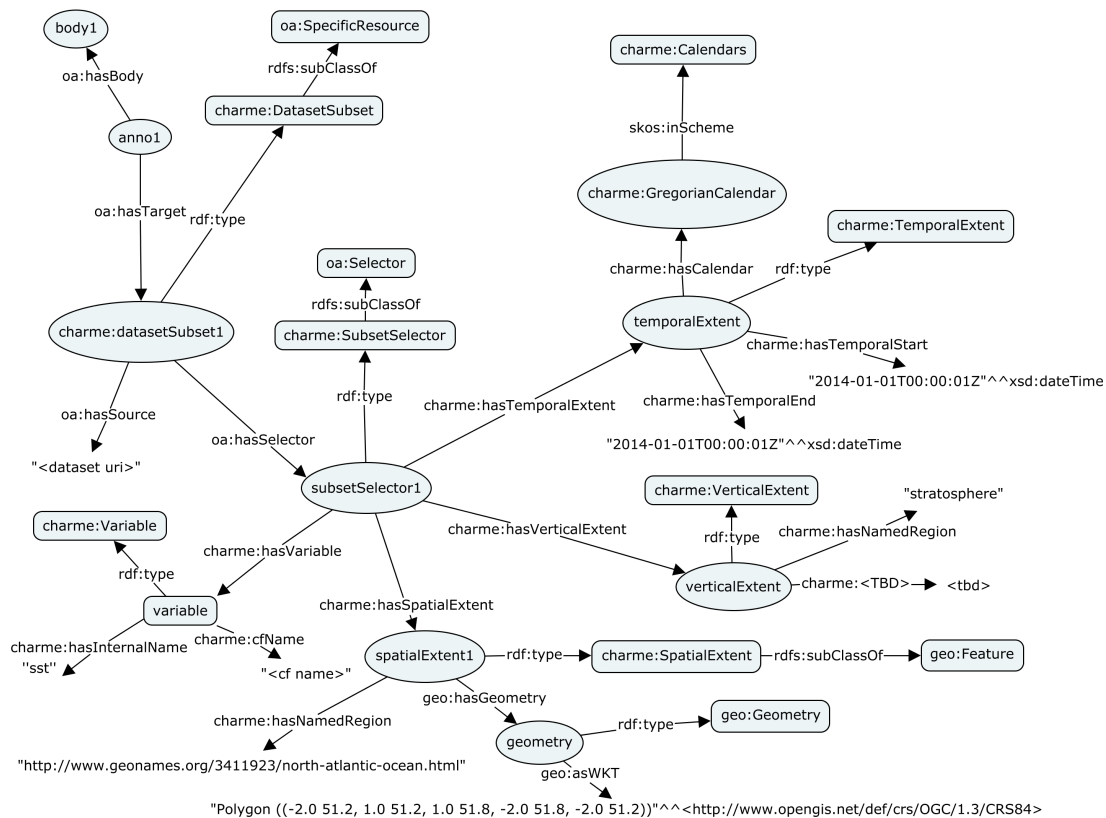 body1
oa:SpecificResource
charme:Calendars
oa:hasBody
rdfs:subClassOf
charme:DatasetSubset
anno1
skos:inScheme
charme:GregorianCalendar
oa:hasTarget
rdf:type
charme:TemporalExtent
oa:Selector
charme:hasCalendar
rdf:type
rdfs:subClassOf
charme:datasetSubset1
charme:SubsetSelector
temporalExtent
charme:hasTemporalStart
"2014-01-01T00:00:01Z"^^xsd:dateTime
rdf:type
charme:hasTemporalExtent
charme:hasTemporalEnd
oa:hasSource
oa:hasSelector
"2014-01-01T00:00:01Z"^^xsd:dateTime
"<dataset uri>"
subsetSelector1
charme:VerticalExtent
"stratosphere"
charme:Variable
charme:hasVerticalExtent
charme:hasNamedRegion
rdf:type
charme:hasVariable
rdf:type
verticalExtent
charme:<TBD>
<tbd>
variable
charme:hasSpatialExtent
charme:hasInternalName
charme:cfName
"sst"
"<cf name>"
spatialExtent1
rdf:type
charme:SpatialExtent
rdfs:subClassOf
geo:Feature
geo:hasGeometry
charme:hasNamedRegion
geometry
rdf:type
geo:Geometry
"http://www.geonames.org/3411923/north-atlantic-ocean.html"
geo:asWKT
"Polygon ((-2.0 51.2, 1.0 51.2, 1.0 51.8, -2.0 51.8, -2.0 51.2))"^^<http://www.opengis.net/def/crs/OGC/1.3/CRS84>